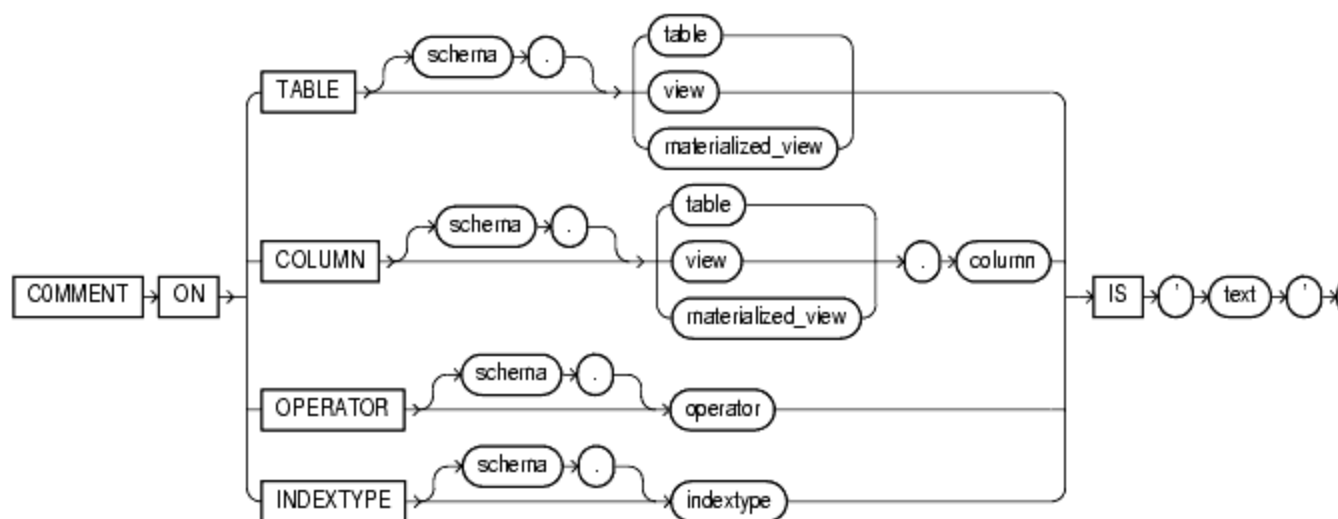 schema . table
TABLE view
materialized_view
schema . table
COLUMN view . column
COMMENT ON IS ' text '
materialized_view
schema .
OPERATOR operator
schema .
INDEXTYPE indextype